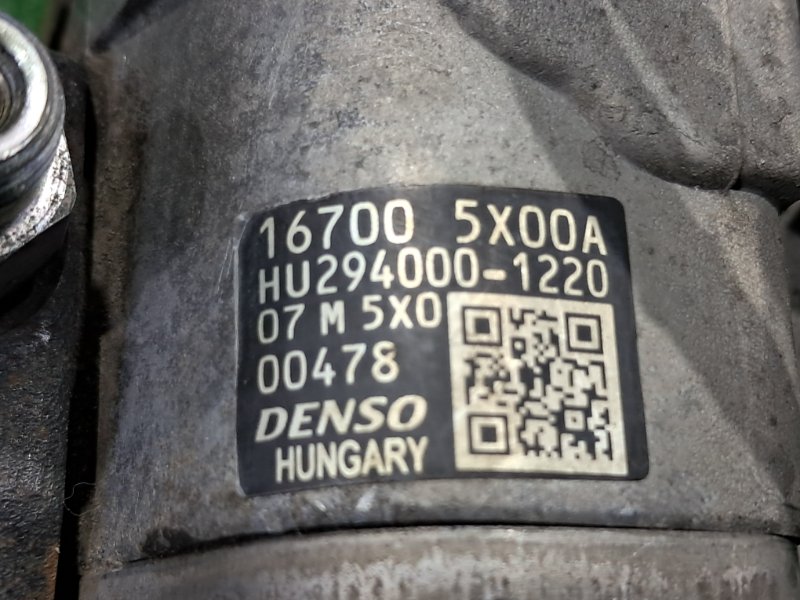 16700 5X00A
HU294000-1220
07 M 5X0
00478
DENSO
HUNGARY